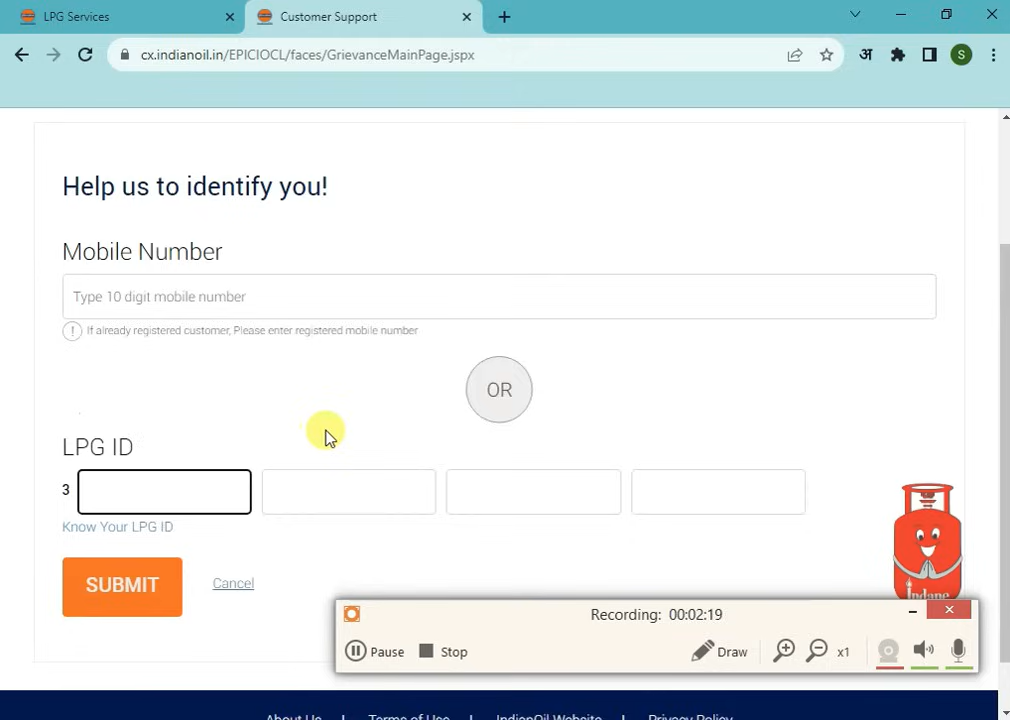 LPG Services
Customer Support
cx.indianoil.in/EPICIOCL/faces/GrievanceMainPage.jspx
अ
S
Help us to identify you!
Mobile Number
Type 10 digit mobile number
! If already registered customer, Please enter registered mobile number
OR
LPG ID
3
Know Your LPG ID
SUBMIT
Cancel
Indane
Recording: 00:02:19
Pause
Stop
Draw
x1
About Us | Terms of Use | IndianOil Website | Privacy Policy